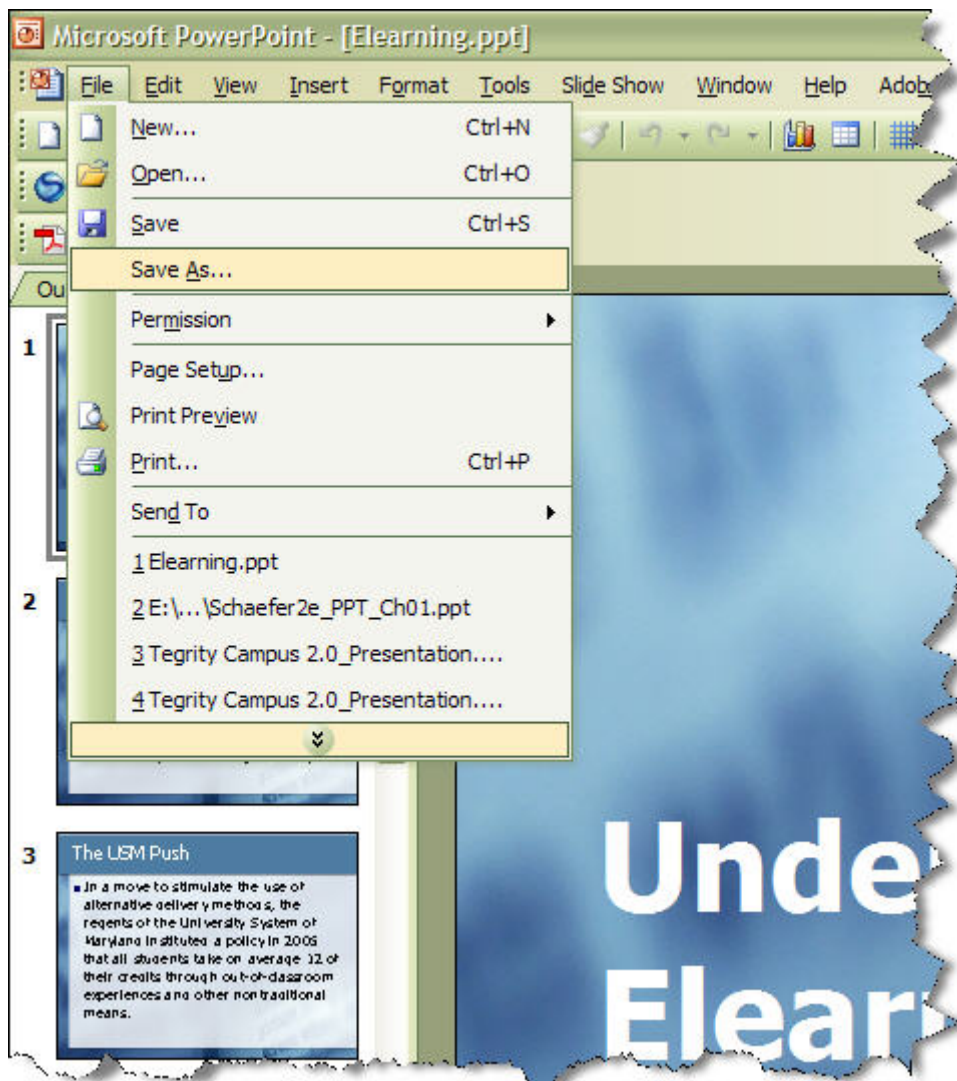 Microsoft PowerPoint - [Elearning.ppt]
File Edit View Insert Format Tools Slide Show Window Help
New... Ctrl+N
Open... Ctrl+O
Save Ctrl+S
Save As...
Permission
Page Setup...
Print Preview
Print... Ctrl+P
Send To
1 Elearning.ppt
2 E:\...\Schaefer2e_PPT_Ch01.ppt
3 Tegrity Campus 2.0_Presentation....
4 Tegrity Campus 2.0_Presentation....
1
2
3
The USM Push
In a move to stimulate the use of
alternative delivery methods, the
regents of the University System of
Maryland instituted a policy in 2005
that all students take on average 12 of
their credits through out-of-classroom
experiences and other nontraditional
means.
Unde
Elear